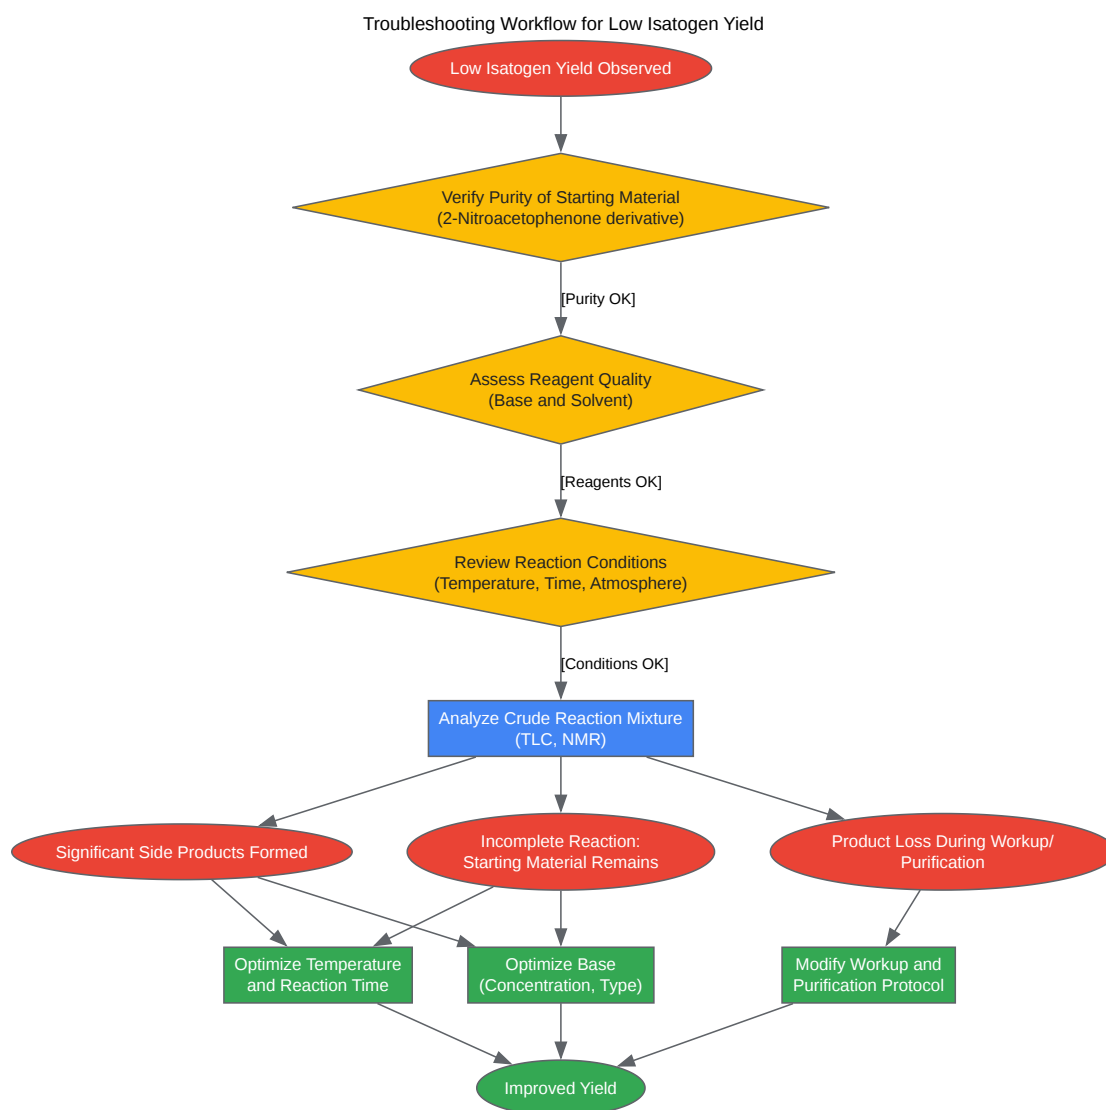 Troubleshooting Workflow for Low Isatogen Yield
Low Isatogen Yield Observed
Verify Purity of Starting Material
(2-Nitroacetophenone derivative)
[Purity OK]
Assess Reagent Quality
(Base and Solvent)
[Reagents OK]
Review Reaction Conditions
(Temperature, Time, Atmosphere)
[Conditions OK]
Analyze Crude Reaction Mixture
(TLC, NMR)
Significant Side Products Formed
Incomplete Reaction:
Starting Material Remains
Product Loss During Workup/
Purification
Optimize Temperature
and Reaction Time
Optimize Base
(Concentration, Type)
Modify Workup and
Purification Protocol
Improved Yield